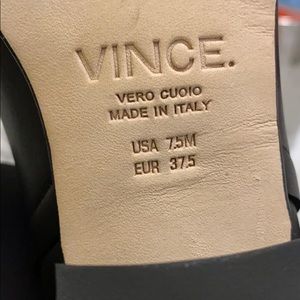 VINCE.
VERO CUOIO
MADE IN ITALY
USA 7.5M
EUR 37.5